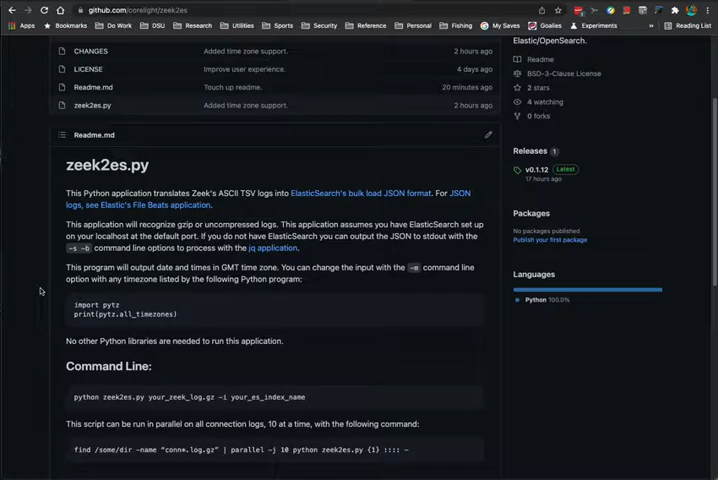 github.com/corelight/zeek2es
Apps
Do Work
DSU
Research
Utilities
Sports
Security
Reference
Personal
Fishing
My Saves
Goalies
Experiments
»
Reading List
CHANGES
Added time zone support.
2 hours ago
LICENSE
Improve user experience.
4 days ago
Readme.md
Touch up readme.
20 minutes ago
zeek2es.py
Added time zone support.
2 hours ago
Readme.md
zeek2es.py
This Python application translates Zeek's ASCII TSV logs into ElasticSearch's bulk load JSON format. For JSON
logs, see Elastic's File Beats application.
This application will recognize gzip or uncompressed logs. This application assumes you have ElasticSearch set up
on your localhost at the default port. If you do not have ElasticSearch you can output the JSON to stdout with the
-s -b command line options to process with the jq application.
This program will output date and times in GMT time zone. You can change the input with the -m command line
option with any timezone listed by the following Python program:
import pytz
print(pytz.all_timezones)
No other Python libraries are needed to run this application.
Command Line:
python zeek2es.py your_zeek_log.gz -i your_es_index_name
This script can be run in parallel on all connection logs, 10 at a time, with the following command:
find /some/dir -name “conn*.log.gz” | parallel -j 10 python zeek2es.py {1} :::: -
Elastic/OpenSearch.
Readme
BSD-3-Clause License
2 stars
4 watching
0 forks
Releases 1
v0.1.12 Latest
17 hours ago
Packages
No packages published
Publish your first package
Languages
Python 100.0%